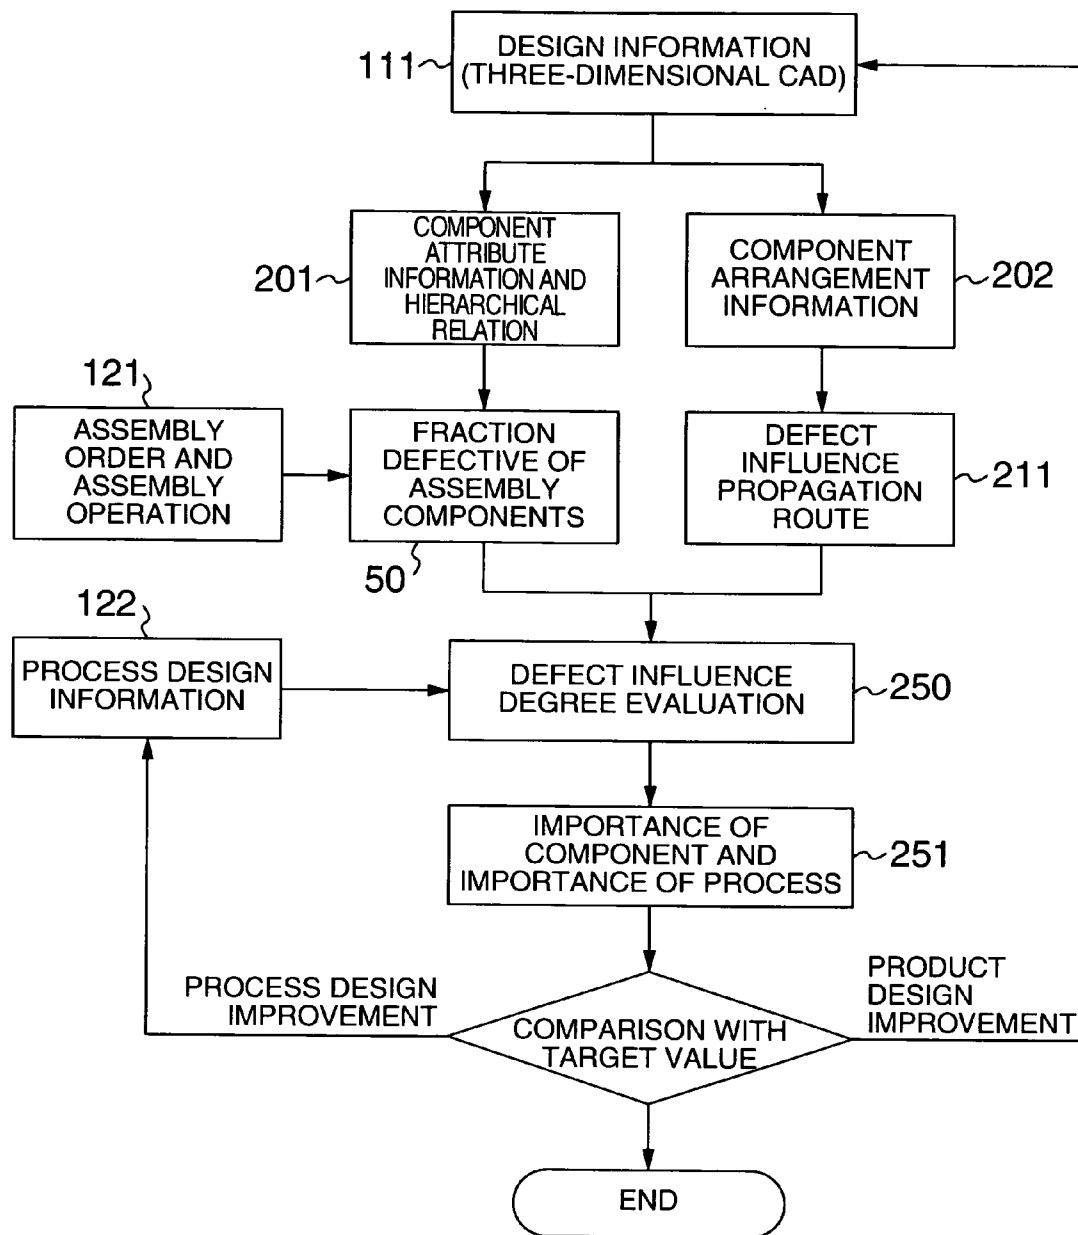 DESIGN INFORMATION
(THREE-DIMENSIONAL CAD)
111
COMPONENT
ATTRIBUTE
INFORMATION AND
HIERARCHICAL
RELATION
201
COMPONENT
ARRANGEMENT
INFORMATION
202
121
ASSEMBLY
ORDER AND
ASSEMBLY
OPERATION
FRACTION
DEFECTIVE OF
ASSEMBLY
COMPONENTS
50
DEFECT
INFLUENCE
PROPAGATION
ROUTE
211
122
PROCESS DESIGN
INFORMATION
DEFECT INFLUENCE
DEGREE EVALUATION
250
IMPORTANCE OF
COMPONENT AND
IMPORTANCE OF PROCESS
251
PROCESS DESIGN
IMPROVEMENT
COMPARISON WITH
TARGET VALUE
PRODUCT
DESIGN
IMPROVEMENT
END